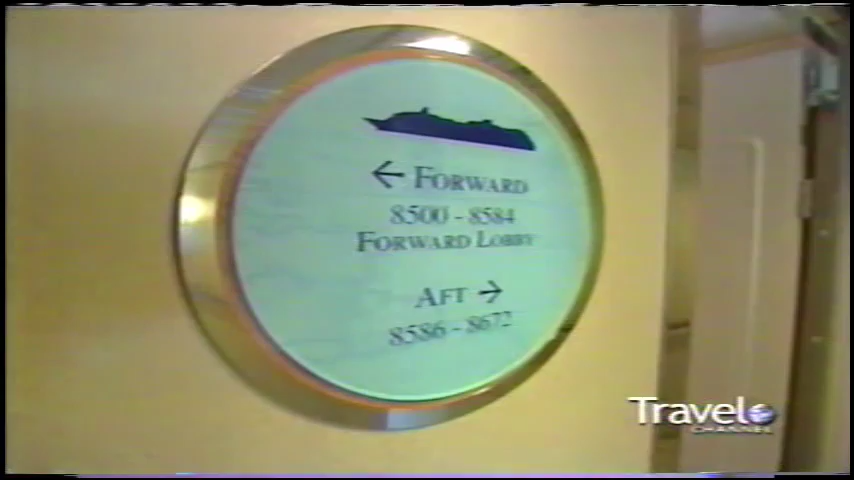 ← FORWARD
8500 - 8584
FORWARD LOBBY
AFT →
8586 - 8672
Travel
CHANNEL